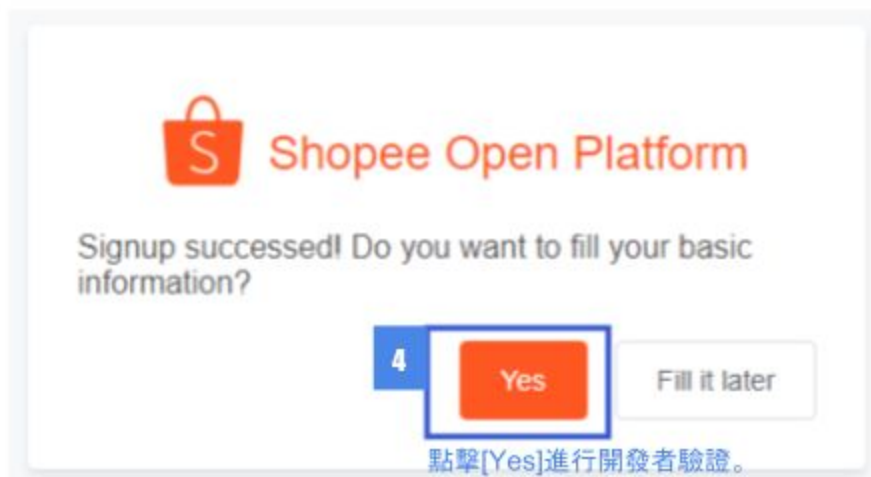 S
Shopee Open Platform
Signup successed! Do you want to fill your basic
information?
4
Yes
Fill it later
點擊[Yes]進行開發者驗證。